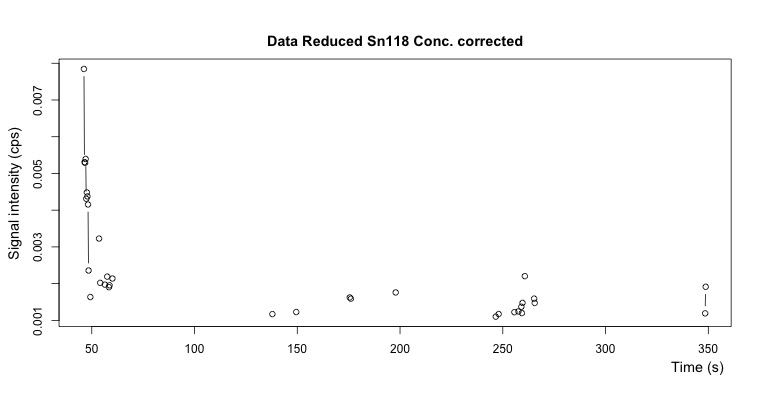 Data Reduced Sn118 Conc. corrected
Signal intensity (cps)
0.007
0.005
0.003
0.001
50 100 150 200 250 300 350
Time (s)